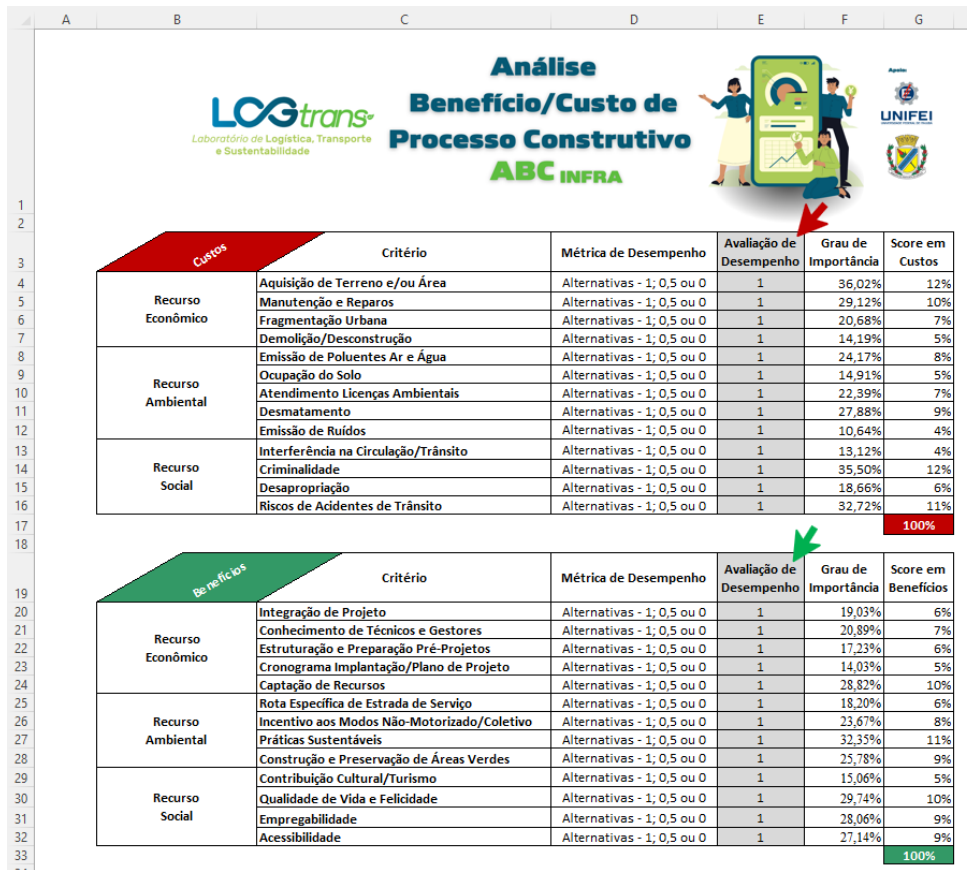 A B C D E F G
Análise
Benefício/Custo de
Processo Construtivo
ABC INFRA
LOGtrans
Laboratório de Logística, Transporte
e Sustentabilidade
Apoio:
UNIFEI
1
2
3 Custos Critério Métrica de Desempenho Avaliação de Desempenho Grau de Importância Score em Custos
4 Recurso Econômico Aquisição de Terreno e/ou Área Alternativas - 1; 0,5 ou 0 1 36,02% 12%
5 Manutenção e Reparos Alternativas - 1; 0,5 ou 0 1 29,12% 10%
6 Fragmentação Urbana Alternativas - 1; 0,5 ou 0 1 20,68% 7%
7 Demolição/Desconstrução Alternativas - 1; 0,5 ou 0 1 14,19% 5%
8 Recurso Ambiental Emissão de Poluentes Ar e Água Alternativas - 1; 0,5 ou 0 1 24,17% 8%
9 Ocupação do Solo Alternativas - 1; 0,5 ou 0 1 14,91% 5%
10 Atendimento Licenças Ambientais Alternativas - 1; 0,5 ou 0 1 22,39% 7%
11 Desmatamento Alternativas - 1; 0,5 ou 0 1 27,88% 9%
12 Emissão de Ruídos Alternativas - 1; 0,5 ou 0 1 10,64% 4%
13 Recurso Social Interferência na Circulação/Trânsito Alternativas - 1; 0,5 ou 0 1 13,12% 4%
14 Criminalidade Alternativas - 1; 0,5 ou 0 1 35,50% 12%
15 Desapropriação Alternativas - 1; 0,5 ou 0 1 18,66% 6%
16 Riscos de Acidentes de Trânsito Alternativas - 1; 0,5 ou 0 1 32,72% 11%
17 100%
18
19 Benefícios Critério Métrica de Desempenho Avaliação de Desempenho Grau de Importância Score em Benefícios
20 Recurso Econômico Integração de Projeto Alternativas - 1; 0,5 ou 0 1 19,03% 6%
21 Conhecimento de Técnicos e Gestores Alternativas - 1; 0,5 ou 0 1 20,89% 7%
22 Estruturação e Preparação Pré-Projetos Alternativas - 1; 0,5 ou 0 1 17,23% 6%
23 Cronograma Implantação/Plano de Projeto Alternativas - 1; 0,5 ou 0 1 14,03% 5%
24 Captação de Recursos Alternativas - 1; 0,5 ou 0 1 28,82% 10%
25 Recurso Ambiental Rota Específica de Estrada de Serviço Alternativas - 1; 0,5 ou 0 1 18,20% 6%
26 Incentivo aos Modos Não-Motorizado/Coletivo Alternativas - 1; 0,5 ou 0 1 23,67% 8%
27 Práticas Sustentáveis Alternativas - 1; 0,5 ou 0 1 32,35% 11%
28 Construção e Preservação de Áreas Verdes Alternativas - 1; 0,5 ou 0 1 25,78% 9%
29 Recurso Social Contribuição Cultural/Turismo Alternativas - 1; 0,5 ou 0 1 15,06% 5%
30 Qualidade de Vida e Felicidade Alternativas - 1; 0,5 ou 0 1 29,74% 10%
31 Empregabilidade Alternativas - 1; 0,5 ou 0 1 28,06% 9%
32 Acessibilidade Alternativas - 1; 0,5 ou 0 1 27,14% 9%
33 100%